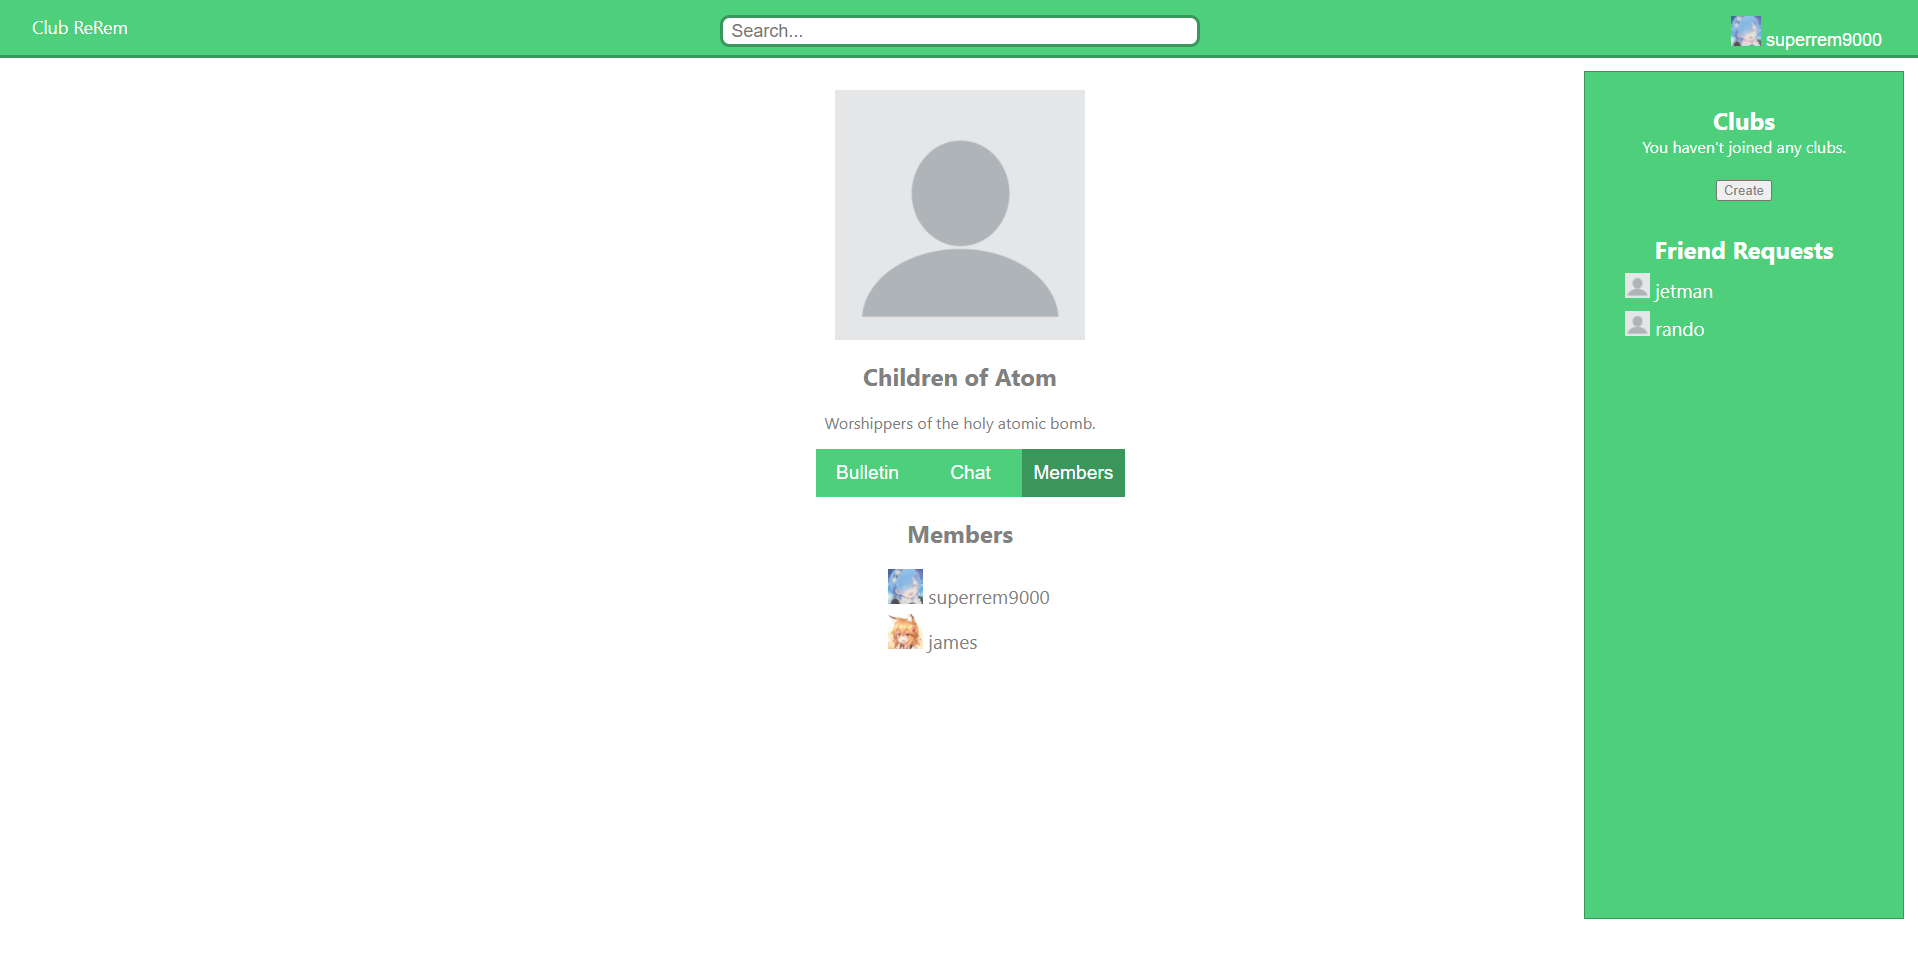 Club ReRem
Search...
superrem9000
Children of Atom
Worshippers of the holy atomic bomb.
Bulletin
Chat
Members
Members
superrem9000
james
Clubs
You haven't joined any clubs.
Create
Friend Requests
jetman
rando